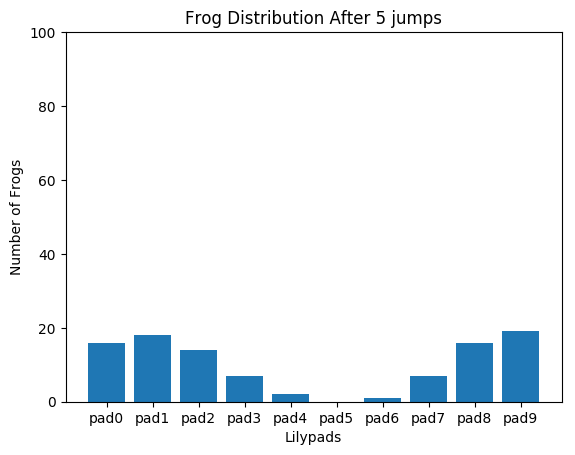 Frog Distribution After 5 jumps
100
80
60
40
20
0
Number of Frogs
pad0 pad1 pad2 pad3 pad4 pad5 pad6 pad7 pad8 pad9
Lilypads